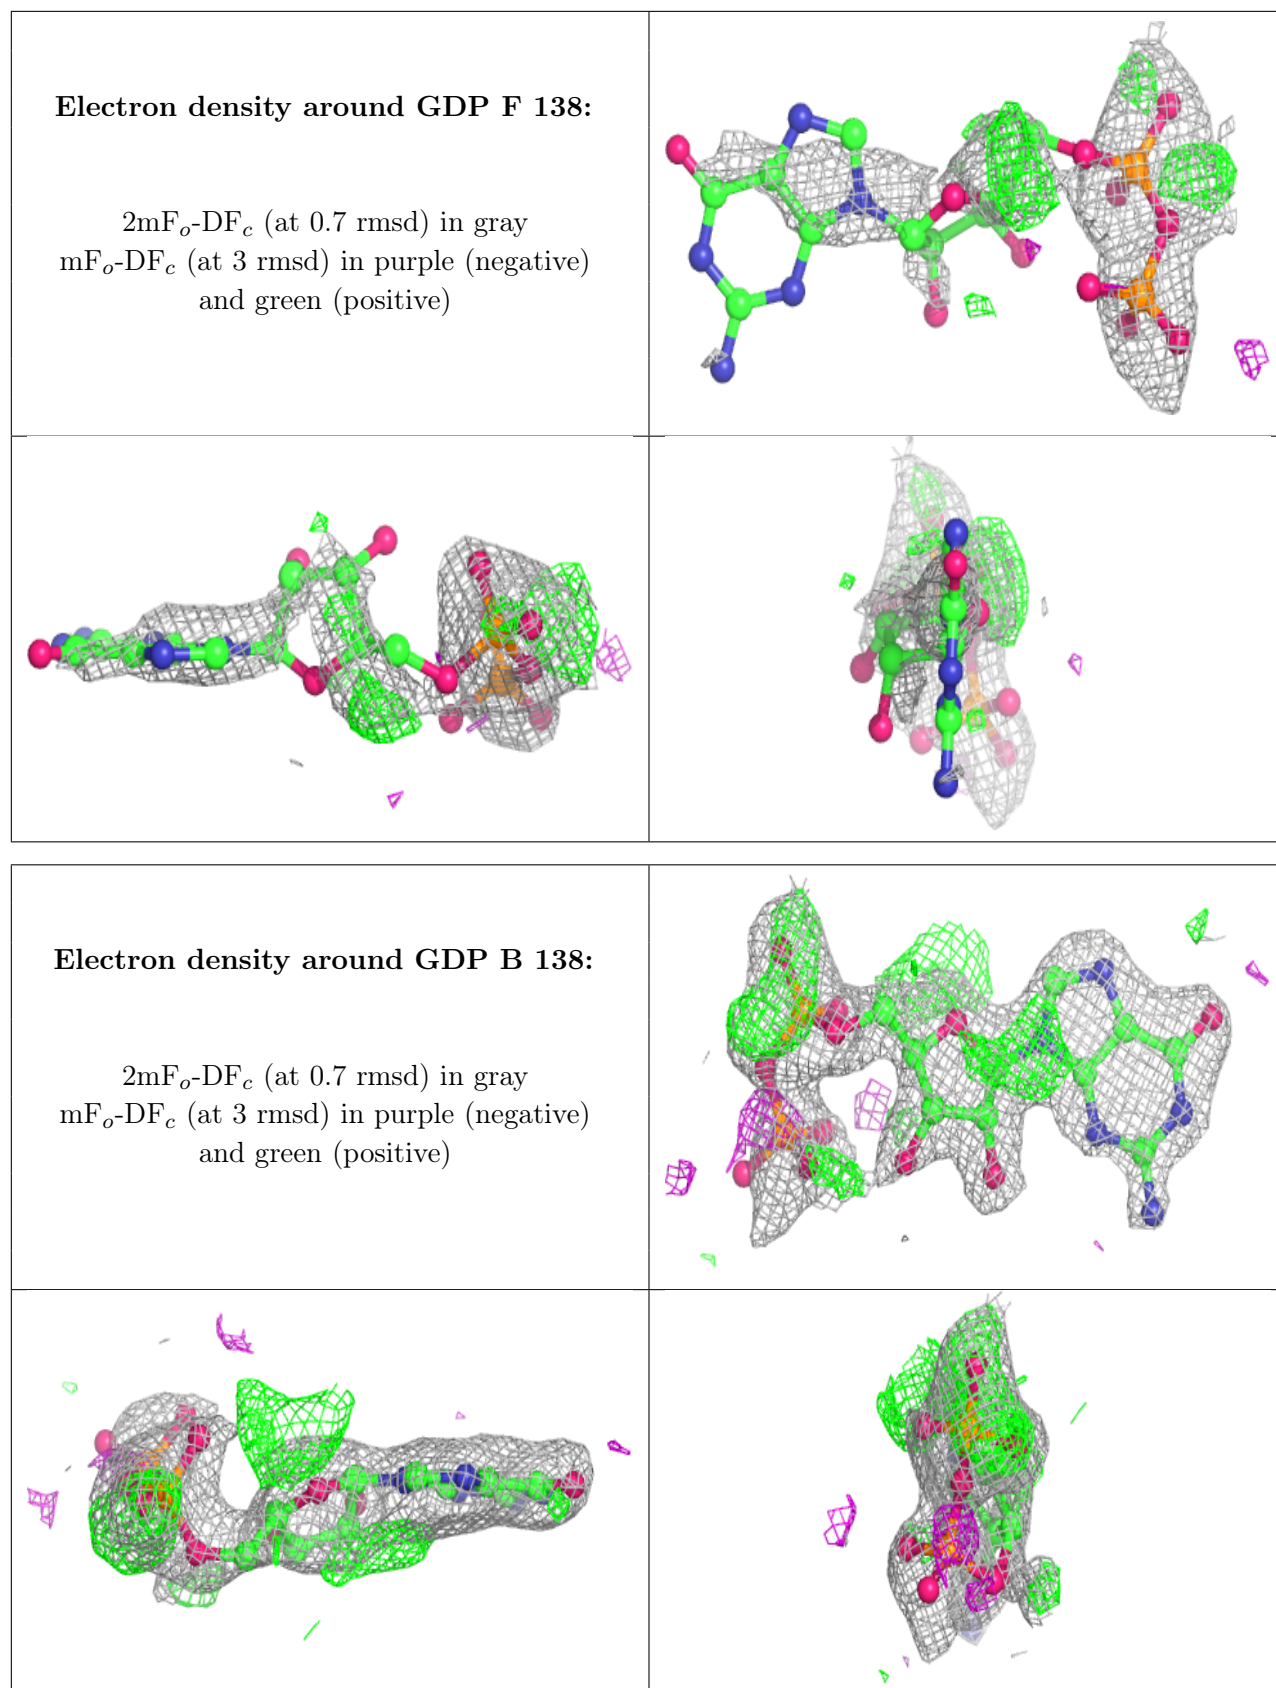 Electron density around GDP F 138:
2mFo-DFc (at 0.7 rmsd) in gray
mFo-DFc (at 3 rmsd) in purple (negative)
and green (positive)
Electron density around GDP B 138:
2mFo-DFc (at 0.7 rmsd) in gray
mFo-DFc (at 3 rmsd) in purple (negative)
and green (positive)